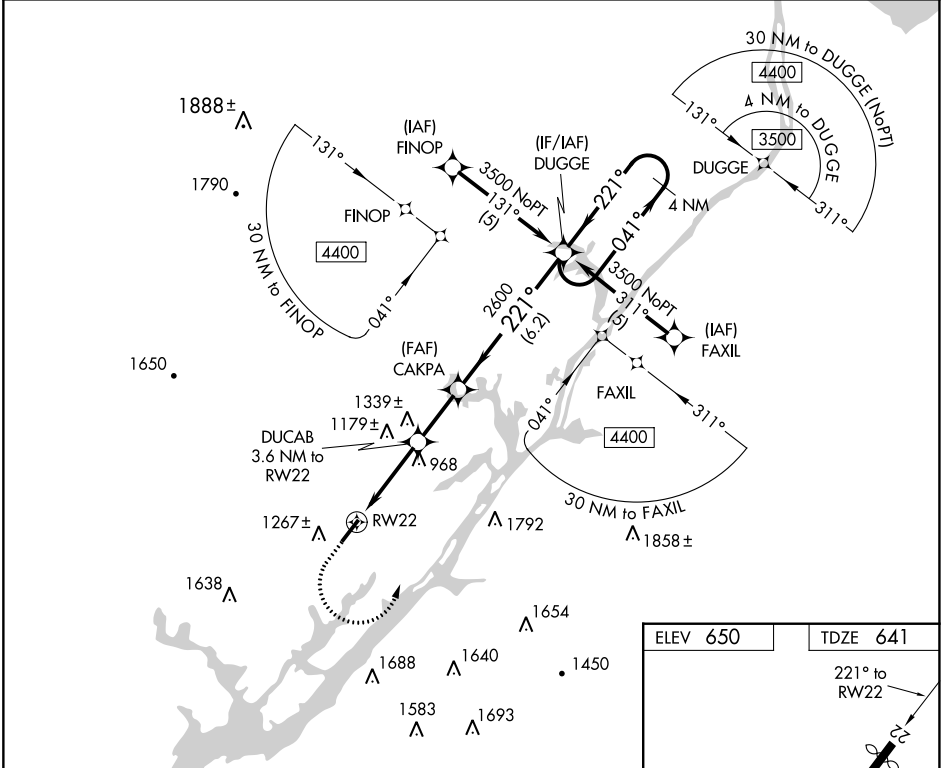 30 NM to DUGGE (NoPT)
4400
4 NM to DUGGE
3500
131°
DUGGE
311°
1888±
(IAF)
FINOP
131°
(IF/IAF)
DUGGE
3500 NoPT
131°
(5)
221°
041°
4 NM
1790
FINOP
4400
041°
30 NM to FINOP
3500 NoPT
311°
(5)
(IAF)
FAXIL
2600
221°
(6.2)
1650
(FAF)
CAKPA
FAXIL
041°
311°
4400
30 NM to FAXIL
1339±
1179±
DUCAB
3.6 NM to
RW22
968
1267±
RW22
1792
1858±
1638
1654
1688
1640
1450
1583
1693
ELEV 650
TDZE 641
221° to
RW22
22